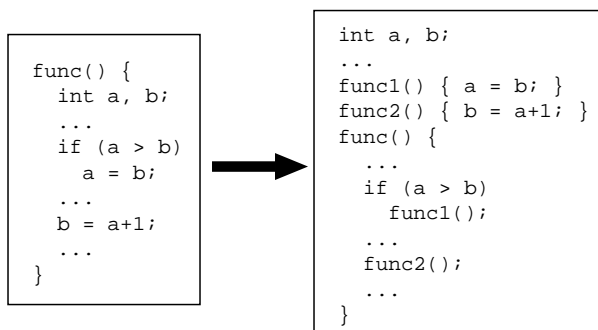 func() {
int a, b;
...
if (a > b)
a = b;
...
b = a+1;
...
}
int a, b;
...
func1() { a = b; }
func2() { b = a+1; }
func() {
...
if (a > b)
func1();
...
func2();
...
}